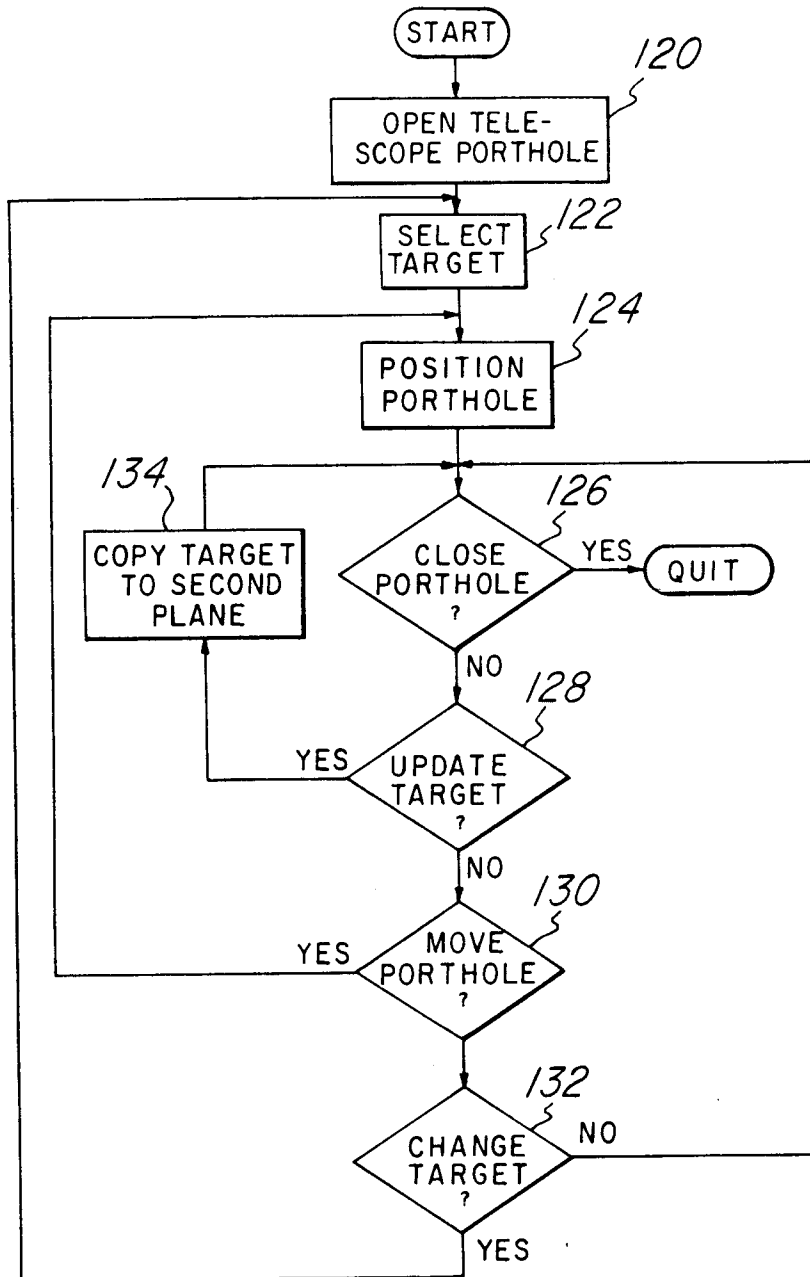 START
120
OPEN TELE-
SCOPE PORTHOLE
122
SELECT
TARGET
124
POSITION
PORTHOLE
134
COPY TARGET
TO SECOND
PLANE
126
CLOSE
PORTHOLE
?
YES
QUIT
NO
128
YES
UPDATE
TARGET
?
NO
130
YES
MOVE
PORTHOLE
?
132
CHANGE
TARGET
?
NO
YES